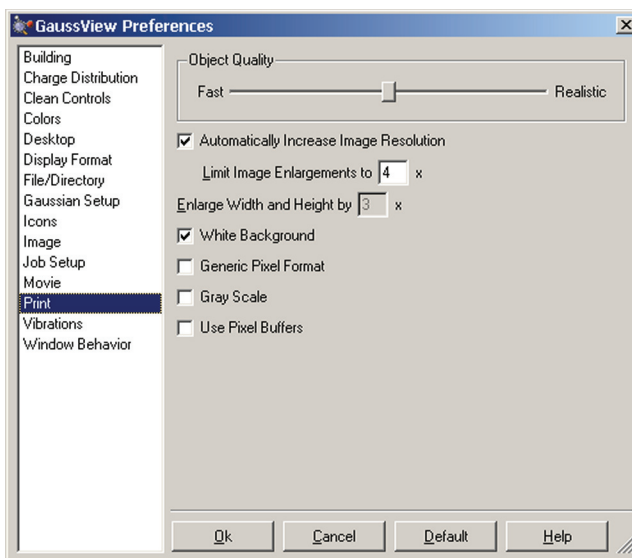 GaussView Preferences
Building
Charge Distribution
Clean Controls
Colors
Desktop
Display Format
File/Directory
Gaussian Setup
Icons
Image
Job Setup
Movie
Print
Vibrations
Window Behavior
Object Quality
Fast Realistic
Automatically Increase Image Resolution
Limit Image Enlargements to 4 x
Enlarge Width and Height by 3 x
White Background
Generic Pixel Format
Gray Scale
Use Pixel Buffers
Ok Cancel Default Help